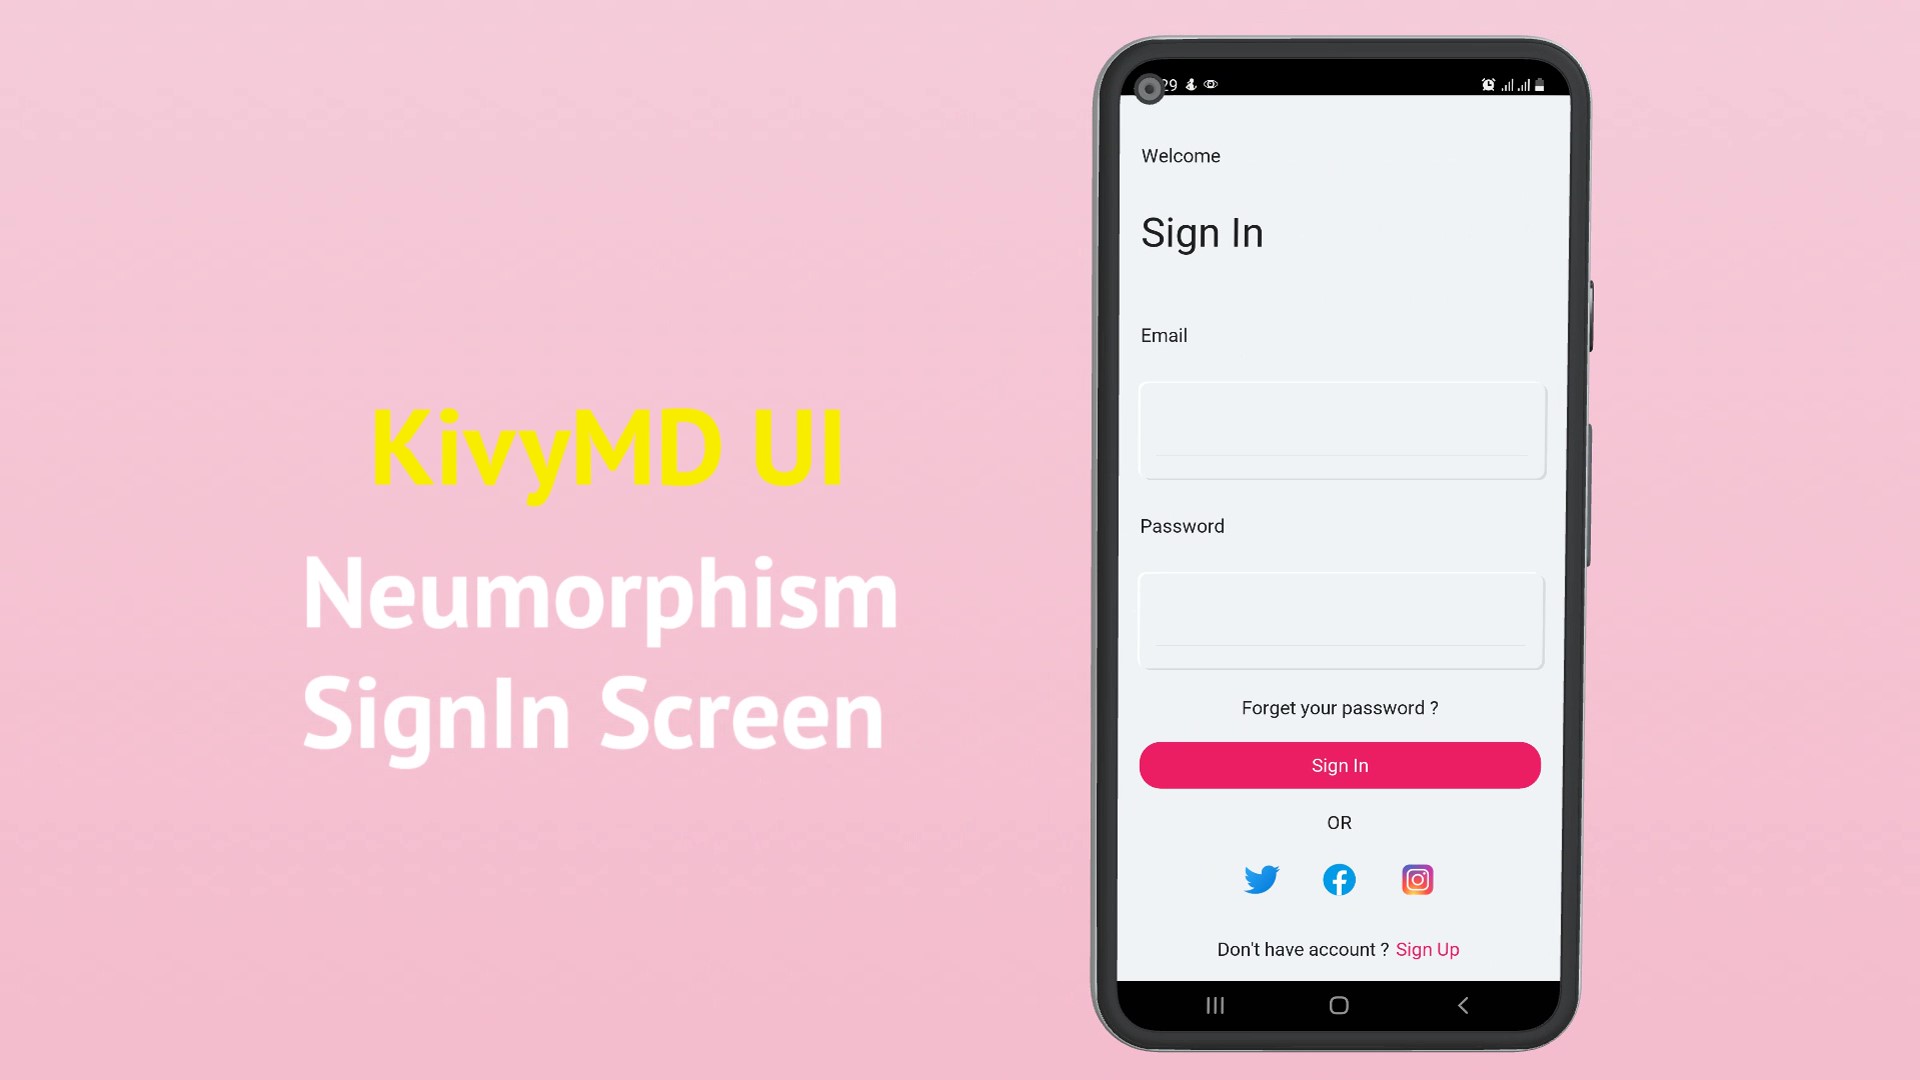 KivyMD UI
Neumorphism
SignIn Screen
29
Welcome
Sign In
Email
Password
Forget your password ?
Sign In
OR
Don't have account ? Sign Up